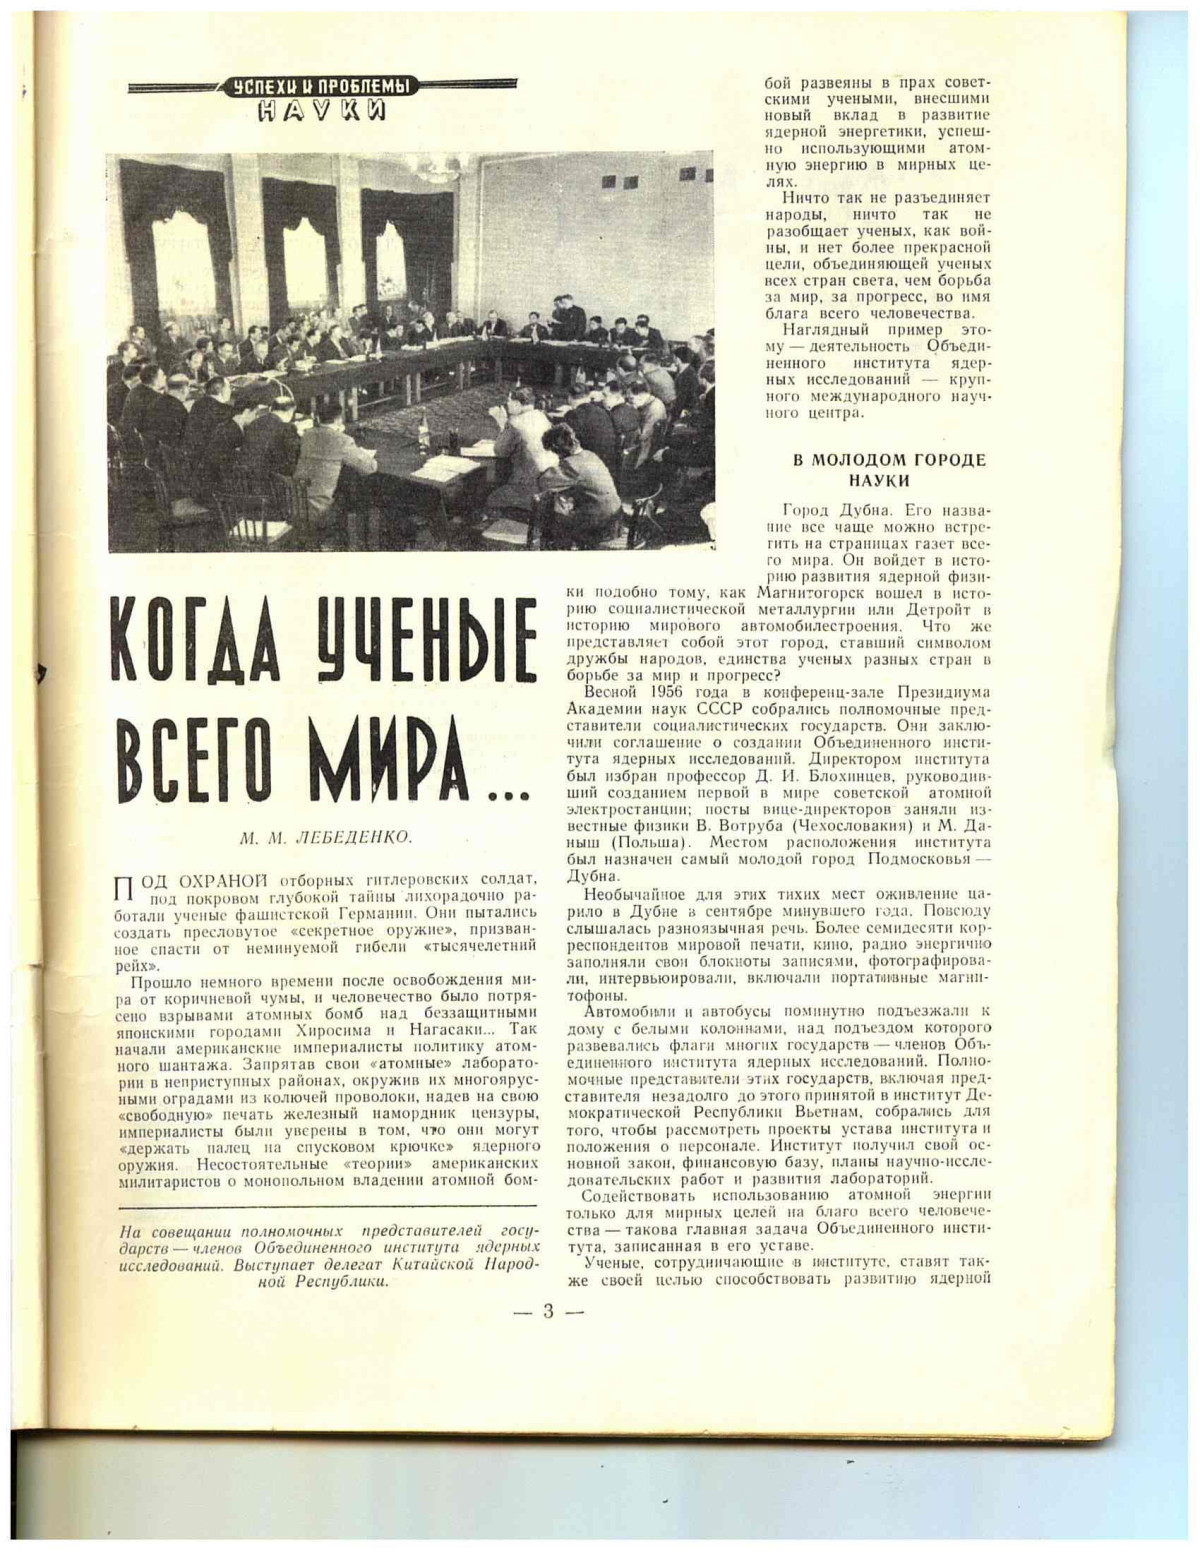 УСПЕХИ И ПРОБЛЕМЫ
НАУКИ
КОГДА УЧЕНЫЕ
ВСЕГО МИРА...
М. М. ЛЕБЕДЕНКО.
ПОД ОХРАНОЙ отборных гитлеровских солдат,
под покровом глубокой тайны лихорадочно ра-
ботали ученые фашистской Германии. Они пытались
создать пресловутое «секретное оружие», призван-
ное спасти от неминуемой гибели «тысячелетний
рейх».
Прошло немного времени после освобождения ми-
ра от коричневой чумы, и человечество было потря-
сено взрывами атомных бомб над беззащитными
японскими городами Хиросима и Нагасаки... Так
начали американские империалисты политику атом-
ного шантажа. Запрятав свои «атомные» лаборато-
рии в неприступных районах, окружив их многоярус-
ными оградами из колючей проволоки, надев на свою
«свободную» печать железный намордник цензуры,
империалисты были уверены в том, что они могут
«держать палец на спусковом крючке» ядерного
оружия. Несостоятельные «теории» американских
милитаристов о монопольном владении атомной бом-
На совещании полномочных представителей госу-
дарств — членов Объединенного института ядерных
исследований. Выступает делегат Китайской Народ-
ной Республики.
бой развеяны в прах совет-
скими учеными, внесшими
новый вклад в развитие
ядерной энергетики, успеш-
но использующими атом-
ную энергию в мирных це-
лях.
Ничто так не разъединяет
народы, ничто так не
разобщает ученых, как вой-
ны, и нет более прекрасной
цели, объединяющей ученых
всех стран света, чем борьба
за мир, за прогресс, во имя
блага всего человечества.
Наглядный пример это-
му — деятельность Объеди-
ненного института ядер-
ных исследований — круп-
ного международного науч-
ного центра.
В МОЛОДОМ ГОРОДЕ
НАУКИ
Город Дубна. Его назва-
ние все чаще можно встре-
тить на страницах газет все-
го мира. Он войдет в исто-
рию развития ядерной физи-
ки подобно тому, как Магнитогорск вошел в исто-
рию социалистической металлургии или Детройт в
историю мирового автомобилестроения. Что же
представляет собой этот город, ставший символом
дружбы народов, единства ученых разных стран в
борьбе за мир и прогресс?
Весной 1956 года в конференц-зале Президиума
Академии наук СССР собрались полномочные пред-
ставители социалистических государств. Они заклю-
чили соглашение о создании Объединенного инсти-
тута ядерных исследований. Директором института
был избран профессор Д. И. Блохинцев, руководив-
ший созданием первой в мире советской атомной
электростанции; посты вице-директоров заняли из-
вестные физики В. Вотруба (Чехословакия) и М. Да-
ныш (Польша). Местом расположения института
был назначен самый молодой город Подмосковья —
Дубна.
Необычайное для этих тихих мест оживление ца-
рило в Дубне в сентябре минувшего года. Повсюду
слышалась разноязычная речь. Более семидесяти кор-
респондентов мировой печати, кино, радио энергично
заполняли свои блокноты записями, фотографирова-
ли, интервьюировали, включали портативные магни-
тофоны.
Автомобили и автобусы поминутно подъезжали к
дому с белыми колоннами, над подъездом которого
развевались флаги многих государств — членов Объ-
единенного института ядерных исследований. Полно-
мочные представители этих государств, включая пред-
ставителя незадолго до этого принятой в институт Де-
мократической Республики Вьетнам, собрались для
того, чтобы рассмотреть проекты устава института и
положения о персонале. Институт получил свой ос-
новной закон, финансовую базу, планы научно-иссле-
довательских работ и развития лабораторий.
Содействовать использованию атомной энергии
только для мирных целей на благо всего человече-
ства — такова главная задача Объединенного инсти-
тута, записанная в его уставе.
Ученые, сотрудничающие в институте, ставят так-
же своей целью способствовать развитию ядерной
— 3 —